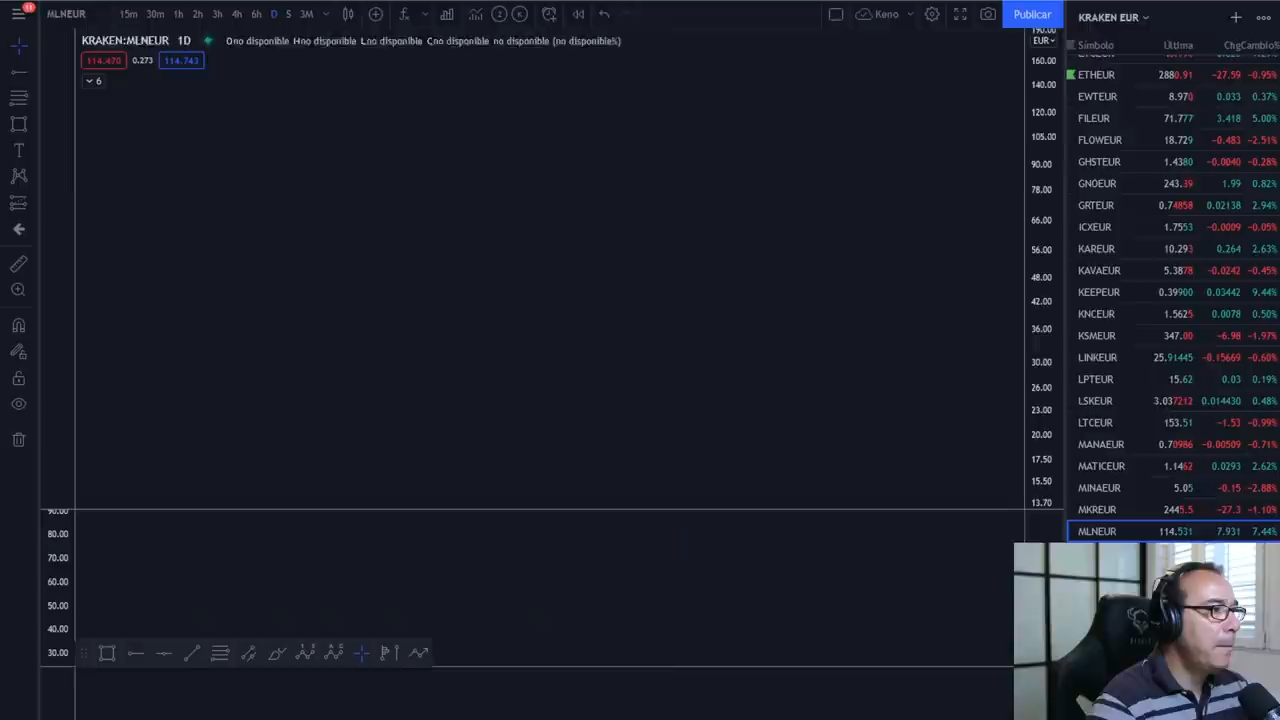 11
MLNEUR 15m 30m 1h 2h 3h 4h 6h D S 3M 2 K Keno Publicar
KRAKEN:MLNEUR 1D Ono disponible Hno disponible Lno disponible Cno disponible no disponible (no disponible%)
114.470 0.273 114.743
6
190.00
EUR
160.00
140.00
120.00
105.00
90.00
78.00
66.00
56.00
48.00
42.00
36.00
30.00
26.00
23.00
20.00
17.50
15.50
13.70
90.00
80.00
70.00
60.00
50.00
40.00
30.00
KRAKEN EUR
Símbolo Última Chg Cambio%
ETHEUR 2880.91 −27.59 −0.95%
EWTEUR 8.970 0.033 0.37%
FILEUR 71.777 3.418 5.00%
FLOWEUR 18.729 −0.483 −2.51%
GHSTEUR 1.4380 −0.0040 −0.28%
GNOEUR 243.39 1.99 0.82%
GRTEUR 0.74858 0.02138 2.94%
ICXEUR 1.7553 −0.0009 −0.05%
KAREUR 10.293 0.264 2.63%
KAVAEUR 5.3878 −0.0242 −0.45%
KEEPEUR 0.39900 0.03442 9.44%
KNCEUR 1.5625 0.0078 0.50%
KSMEUR 347.00 −6.98 −1.97%
LINKEUR 25.91445 −0.15669 −0.60%
LPTEUR 15.62 0.03 0.19%
LSKEUR 3.037212 0.014430 0.48%
LTCEUR 153.51 −1.53 −0.99%
MANAEUR 0.70986 −0.00509 −0.71%
MATICEUR 1.1462 0.0293 2.62%
MINAEUR 5.05 −0.15 −2.88%
MKREUR 2445.5 −27.3 −1.10%
MLNEUR 114.531 7.931 7.44%